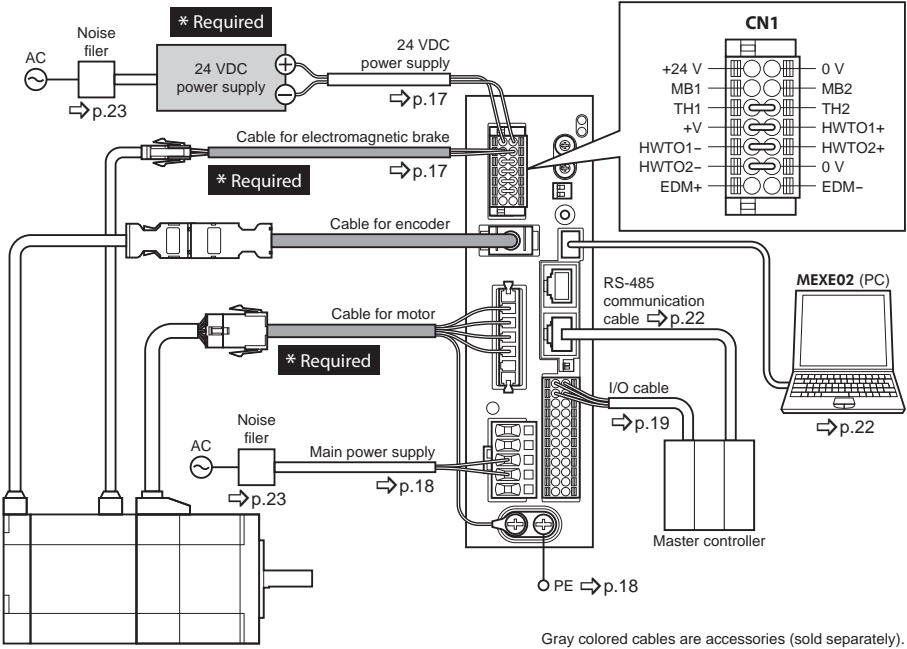 * Required
Noise
filer
AC
24 VDC
power supply
⇨p.23
24 VDC
power supply
⇨p.17
CN1
+24 V
0 V
MB1
MB2
TH1
TH2
+V
HWTO1+
HWTO1−
HWTO2+
HWTO2−
0 V
EDM+
EDM−
Cable for electromagnetic brake
* Required
⇨p.17
Cable for encoder
Cable for motor
* Required
RS-485
communication
cable ⇨p.22
MEXE02 (PC)
⇨p.22
I/O cable
⇨p.19
Noise
filer
AC
Main power supply
⇨p.23
⇨p.18
Master controller
PE ⇨p.18
Gray colored cables are accessories (sold separately).